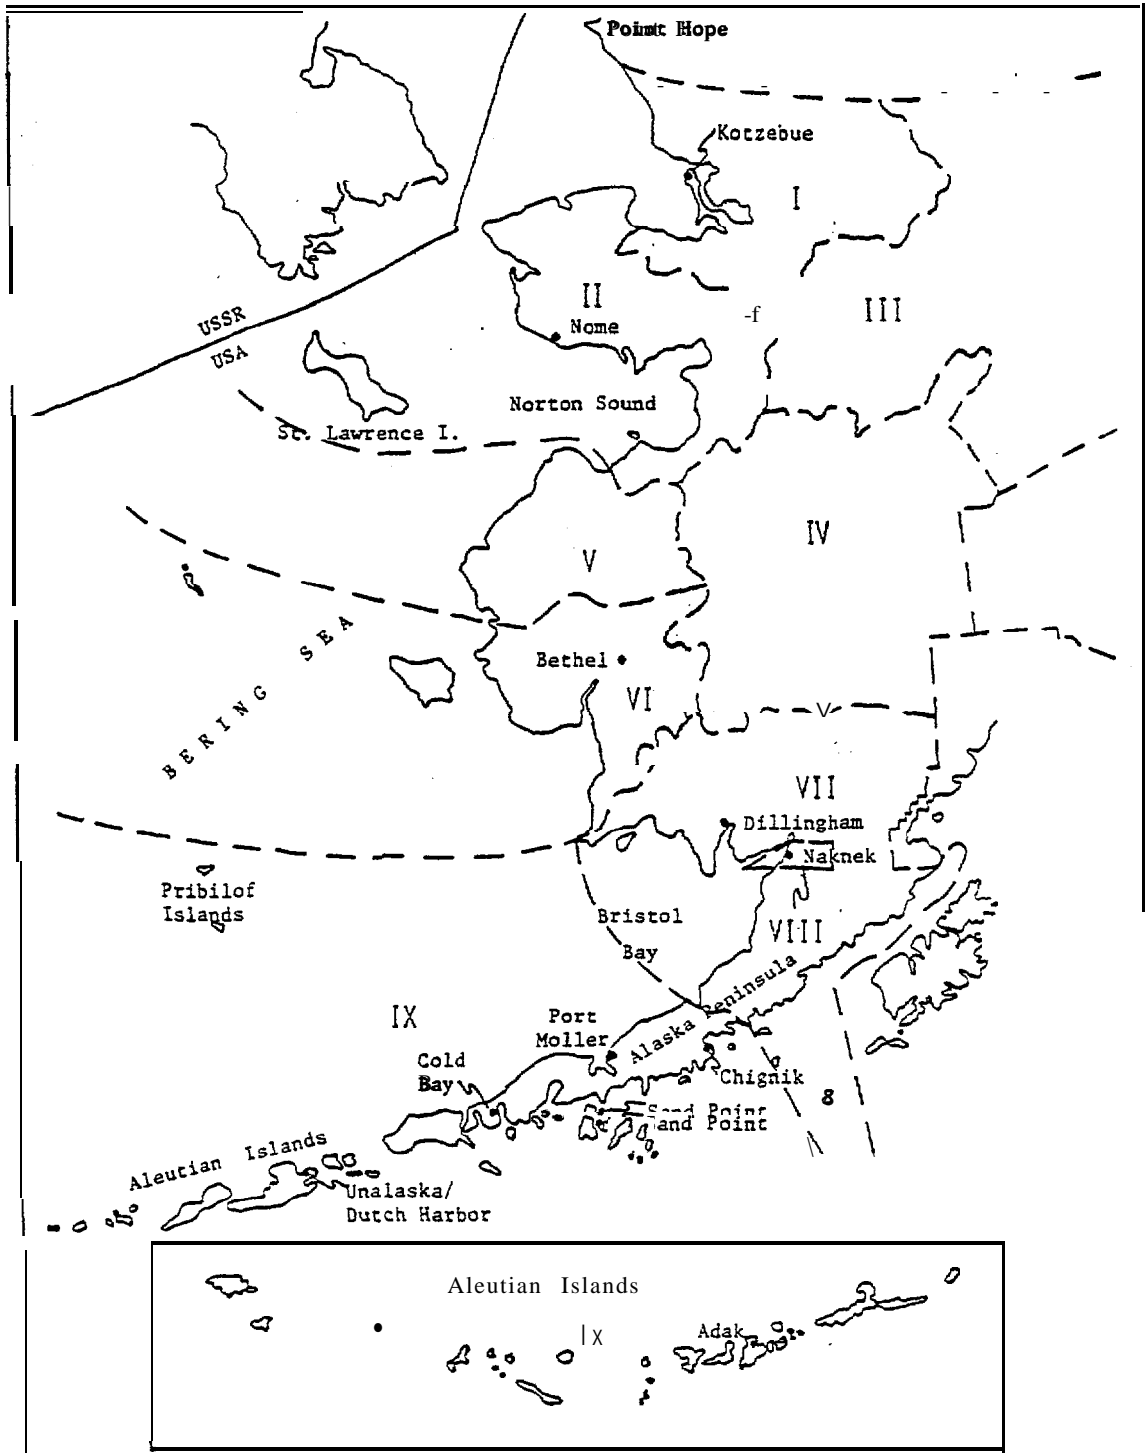 Point Hope
Kotzebue
I
II
-f
III
Nome
USSR
USA
Norton Sound
St. Lawrence I.
IV
V
BERING SEA
Bethel
VI
V
VII
Dillingham
Naknek
Pribilof
Islands
Bristol
Bay
VIII
Alaska Peninsula
IX
Port
Moller
Cold
Bay
Chignik
8
Sand Point
Sand Point
Aleutian Islands
Unalaska/
Dutch Harbor
Aleutian Islands
Ix
Adak